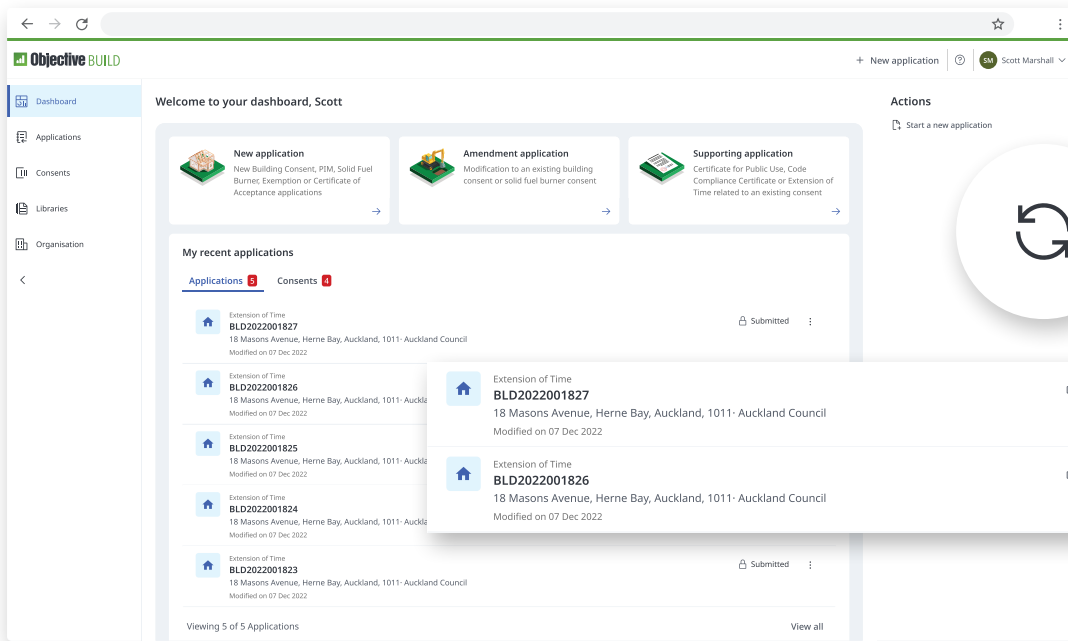 Objective BUILD
+ New application
SM
Scott Marshall
Dashboard
Applications
Consents
Libraries
Organisation
Welcome to your dashboard, Scott
New application
New Building Consent, PIM, Solid Fuel
Burner, Exemption or Certificate of
Acceptance applications
Amendment application
Modification to an existing building
consent or solid fuel burner consent
Supporting application
Certificate for Public Use, Code
Compliance Certificate or Extension of
Time related to an existing consent
Actions
Start a new application
My recent applications
Applications 5
Consents 4
Extension of Time
BLD2022001827
18 Masons Avenue, Herne Bay, Auckland, 1011· Auckland Council
Modified on 07 Dec 2022
Submitted
Extension of Time
BLD2022001826
18 Masons Avenue, Herne Bay, Auckland, 1011· Auckla
Modified on 07 Dec 2022
Extension of Time
BLD2022001825
18 Masons Avenue, Herne Bay, Auckland, 1011· Auckla
Modified on 07 Dec 2022
Extension of Time
BLD2022001824
18 Masons Avenue, Herne Bay, Auckland, 1011· Auckla
Modified on 07 Dec 2022
Extension of Time
BLD2022001823
18 Masons Avenue, Herne Bay, Auckland, 1011· Auckland Council
Modified on 07 Dec 2022
Submitted
Viewing 5 of 5 Applications
View all
Extension of Time
BLD2022001827
18 Masons Avenue, Herne Bay, Auckland, 1011· Auckland Council
Modified on 07 Dec 2022
Extension of Time
BLD2022001826
18 Masons Avenue, Herne Bay, Auckland, 1011· Auckland Council
Modified on 07 Dec 2022